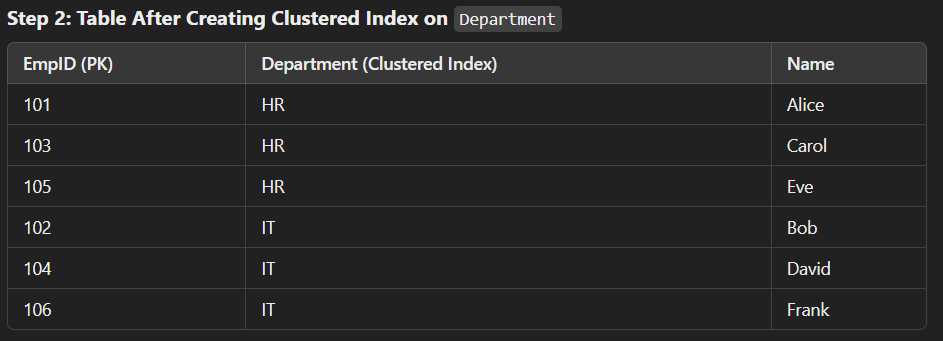 Step 2: Table After Creating Clustered Index on Department
EmpID (PK) Department (Clustered Index) Name
101 HR Alice
103 HR Carol
105 HR Eve
102 IT Bob
104 IT David
106 IT Frank